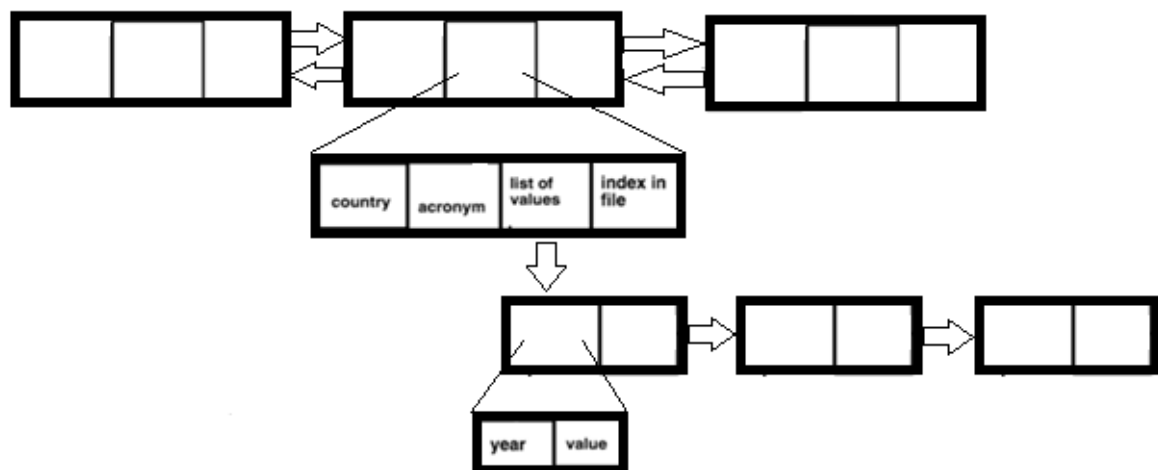 country
acronym
list of
values
index in
file
year
value